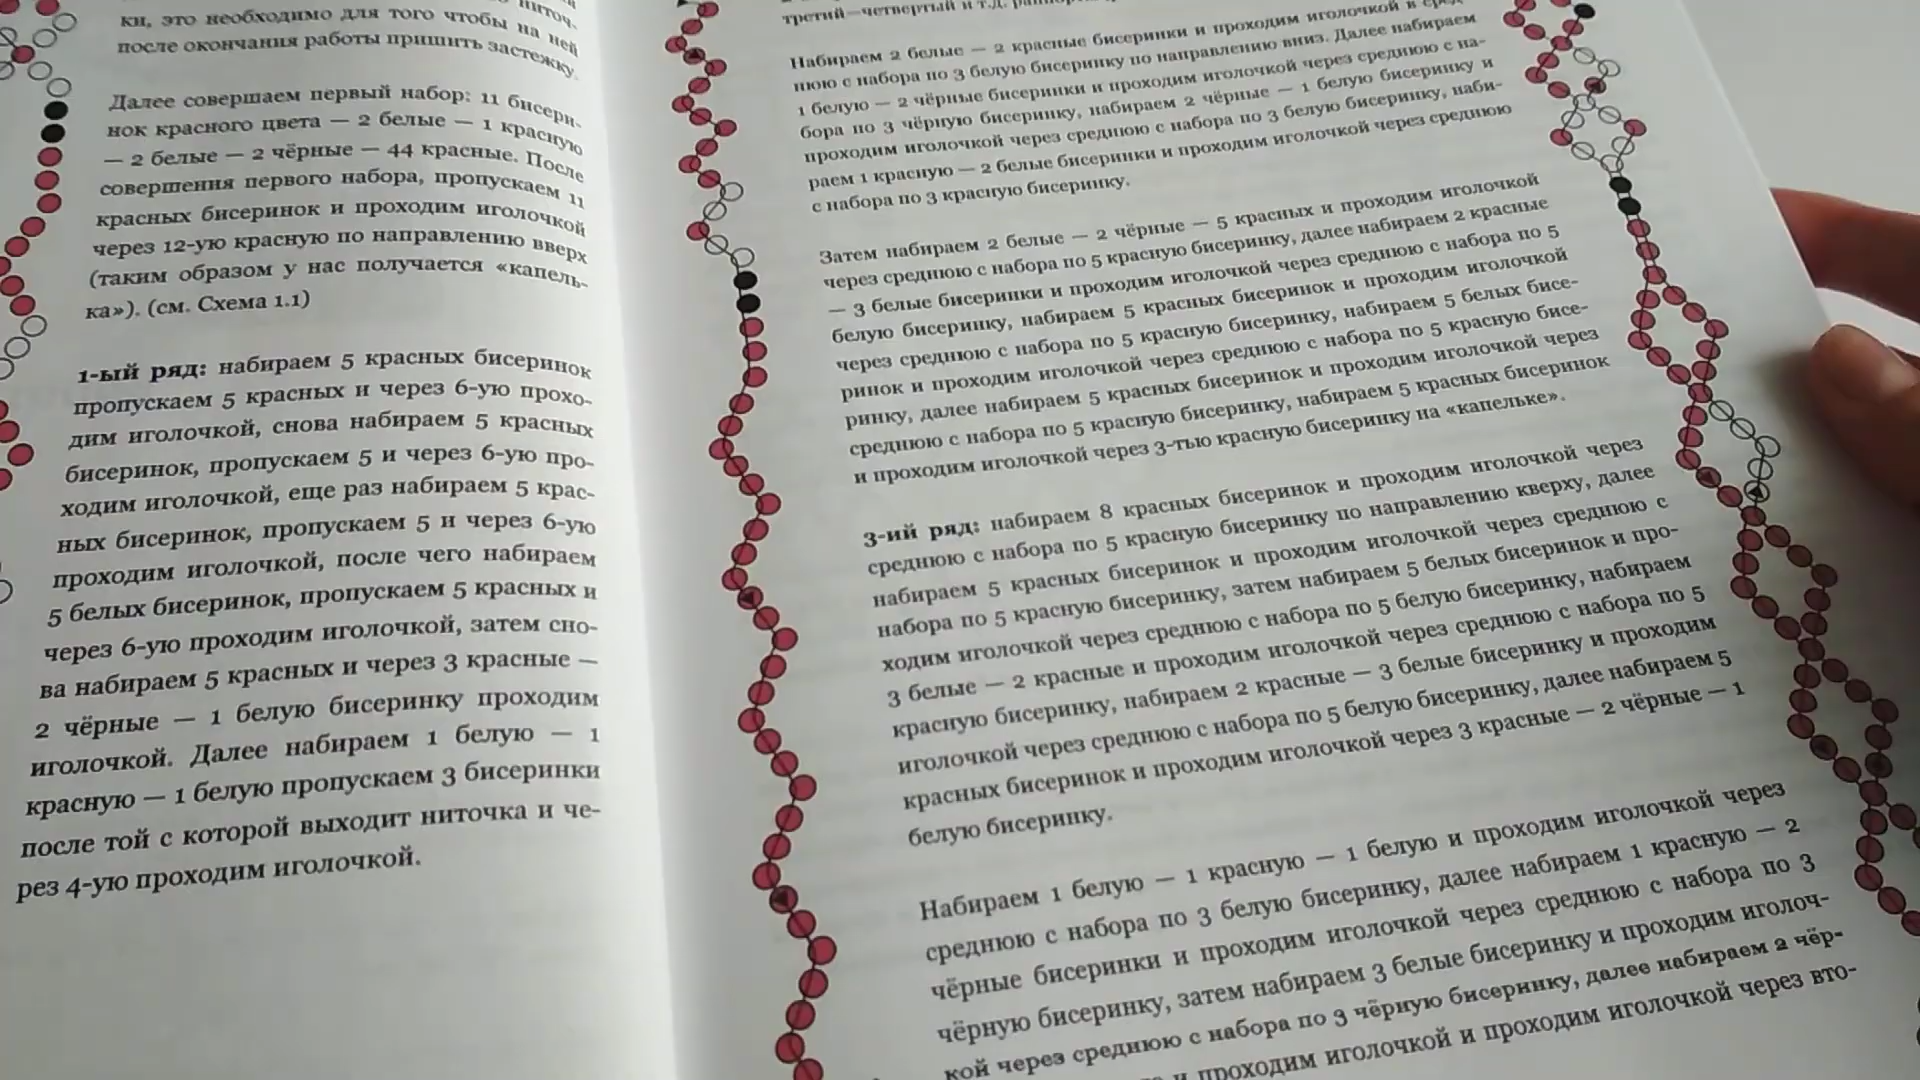 ки, это необходимо для того чтобы на ней
после окончания работы пришить застежку.
Далее совершаем первый набор: 11 бисери-
нок красного цвета — 2 белые — 1 красную
— 2 белые — 2 чёрные — 44 красные. После
совершения первого набора, пропускаем 11
красных бисеринок и проходим иголочкой
через 12-ую красную по направлению вверх
(таким образом у нас получается «капель-
ка»). (см. Схема 1.1)
1-ый ряд: набираем 5 красных бисеринок
пропускаем 5 красных и через 6-ую прохо-
дим иголочкой, снова набираем 5 красных
бисеринок, пропускаем 5 и через 6-ую про-
ходим иголочкой, еще раз набираем 5 крас-
ных бисеринок, пропускаем 5 и через 6-ую
проходим иголочкой, после чего набираем
5 белых бисеринок, пропускаем 5 красных и
через 6-ую проходим иголочкой, затем сно-
ва набираем 5 красных и через 3 красные —
2 чёрные — 1 белую бисеринку проходим
иголочкой. Далее набираем 1 белую — 1
красную — 1 белую пропускаем 3 бисеринки
после той с которой выходит ниточка и че-
рез 4-ую проходим иголочкой.
третий—четвертый и т.д.
Набираем 2 белые — 2 красные бисеринки и проходим иголочкой в сред-
нюю с набора по 3 белую бисеринку по направлению вниз. Далее набираем
1 белую — 2 чёрные бисеринки и проходим иголочкой через среднюю с на-
бора по 3 чёрную бисеринку, набираем 2 чёрные — 1 белую бисеринку и
проходим иголочкой через среднюю с набора по 3 белую бисеринку, наби-
раем 1 красную — 2 белые бисеринки и проходим иголочкой через среднюю
с набора по 3 красную бисеринку.
Затем набираем 2 белые — 2 чёрные — 5 красных и проходим иголочкой
через среднюю с набора по 5 красную бисеринку, далее набираем 2 красные
— 3 белые бисеринки и проходим иголочкой через среднюю с набора по 5
белую бисеринку, набираем 5 красных бисеринок и проходим иголочкой
через среднюю с набора по 5 красную бисеринку, набираем 5 белых бисе-
ринок и проходим иголочкой через среднюю с набора по 5 красную бисе-
ринку, далее набираем 5 красных бисеринок и проходим иголочкой через
среднюю с набора по 5 красную бисеринку, набираем 5 красных бисеринок
и проходим иголочкой через 3-тью красную бисеринку на «капельке».
3-ий ряд: набираем 8 красных бисеринок и проходим иголочкой через
среднюю с набора по 5 красную бисеринку по направлению кверху, далее
набираем 5 красных бисеринок и проходим иголочкой через среднюю с
набора по 5 красную бисеринку, затем набираем 5 белых бисеринок и про-
ходим иголочкой через среднюю с набора по 5 белую бисеринку, набираем
3 белые — 2 красные и проходим иголочкой через среднюю с набора по 5
красную бисеринку, набираем 2 красные — 3 белые бисеринку и проходим
иголочкой через среднюю с набора по 5 белую бисеринку, далее набираем 5
красных бисеринок и проходим иголочкой через 3 красные — 2 чёрные — 1
белую бисеринку.
Набираем 1 белую — 1 красную — 1 белую и проходим иголочкой через
среднюю с набора по 3 белую бисеринку, далее набираем 1 красную — 2
чёрные бисеринки и проходим иголочкой через среднюю с набора по 3
чёрную бисеринку, затем набираем 3 белые бисеринку и проходим иголоч-
кой через среднюю с набора по 3 чёрную бисеринку, далее набираем 2 чёр-
и проходим иголочкой и проходим иголочкой через вто-